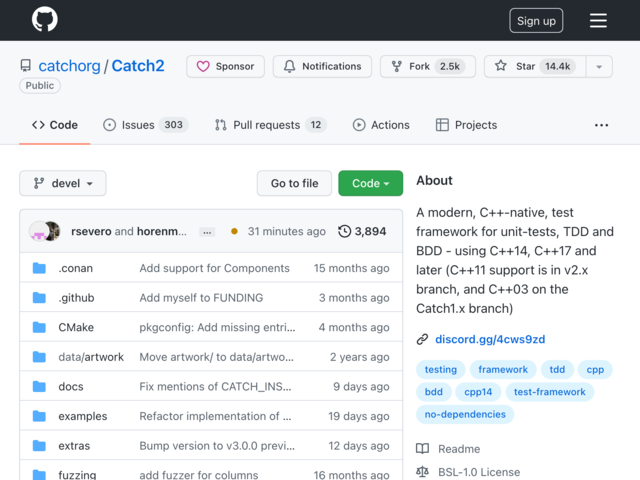 Sign up
catchorg / Catch2
Public
Sponsor
Notifications
Fork 2.5k
Star 14.4k
Code
Issues 303
Pull requests 12
Actions
Projects
...
devel
Go to file
Code
rsevero and horenm... ... 31 minutes ago 3,894
.conan Add support for Components 15 months ago
.github Add myself to FUNDING 3 months ago
CMake pkgconfig: Add missing entri... 4 months ago
data/artwork Move artwork/ to data/artwo... 2 years ago
docs Fix mentions of CATCH_INS... 9 days ago
examples Refactor implementation of ... 19 days ago
extras Bump version to v3.0.0 previ... 12 days ago
fuzzing add fuzzer for columns 16 months ago
About
A modern, C++-native, test
framework for unit-tests, TDD and
BDD - using C++14, C++17 and
later (C++11 support is in v2.x
branch, and C++03 on the
Catch1.x branch)
discord.gg/4cws9zd
testing framework tdd cpp
bdd cpp14 test-framework
no-dependencies
Readme
BSL-1.0 License